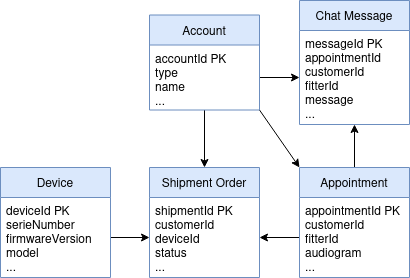 Account
accountId PK
type
name
...
Chat Message
messageId PK
appointmentId
customerId
fitterId
message
...
Device
deviceId PK
serieNumber
firmwareVersion
model
...
Shipment Order
shipmentId PK
customerId
deviceId
status
...
Appointment
appointmentId PK
customerId
fitterId
audiogram
...